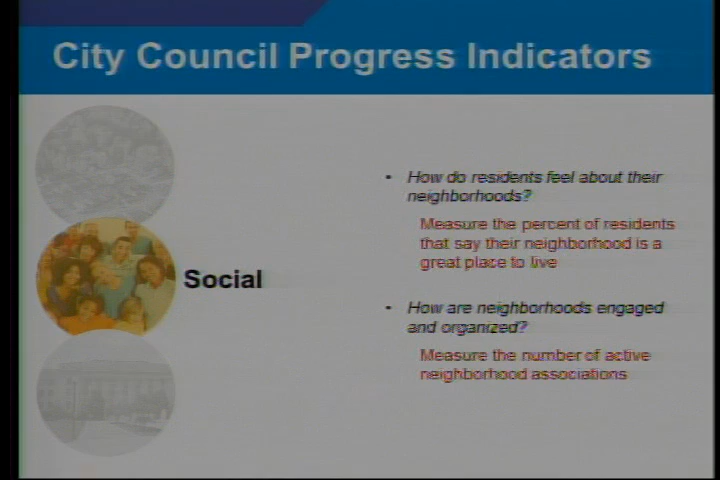 City Council Progress Indicators
Social
• How do residents feel about their
neighborhoods?
Measure the percent of residents
that say their neighborhood is a
great place to live
• How are neighborhoods engaged
and organized?
Measure the number of active
neighborhood associations